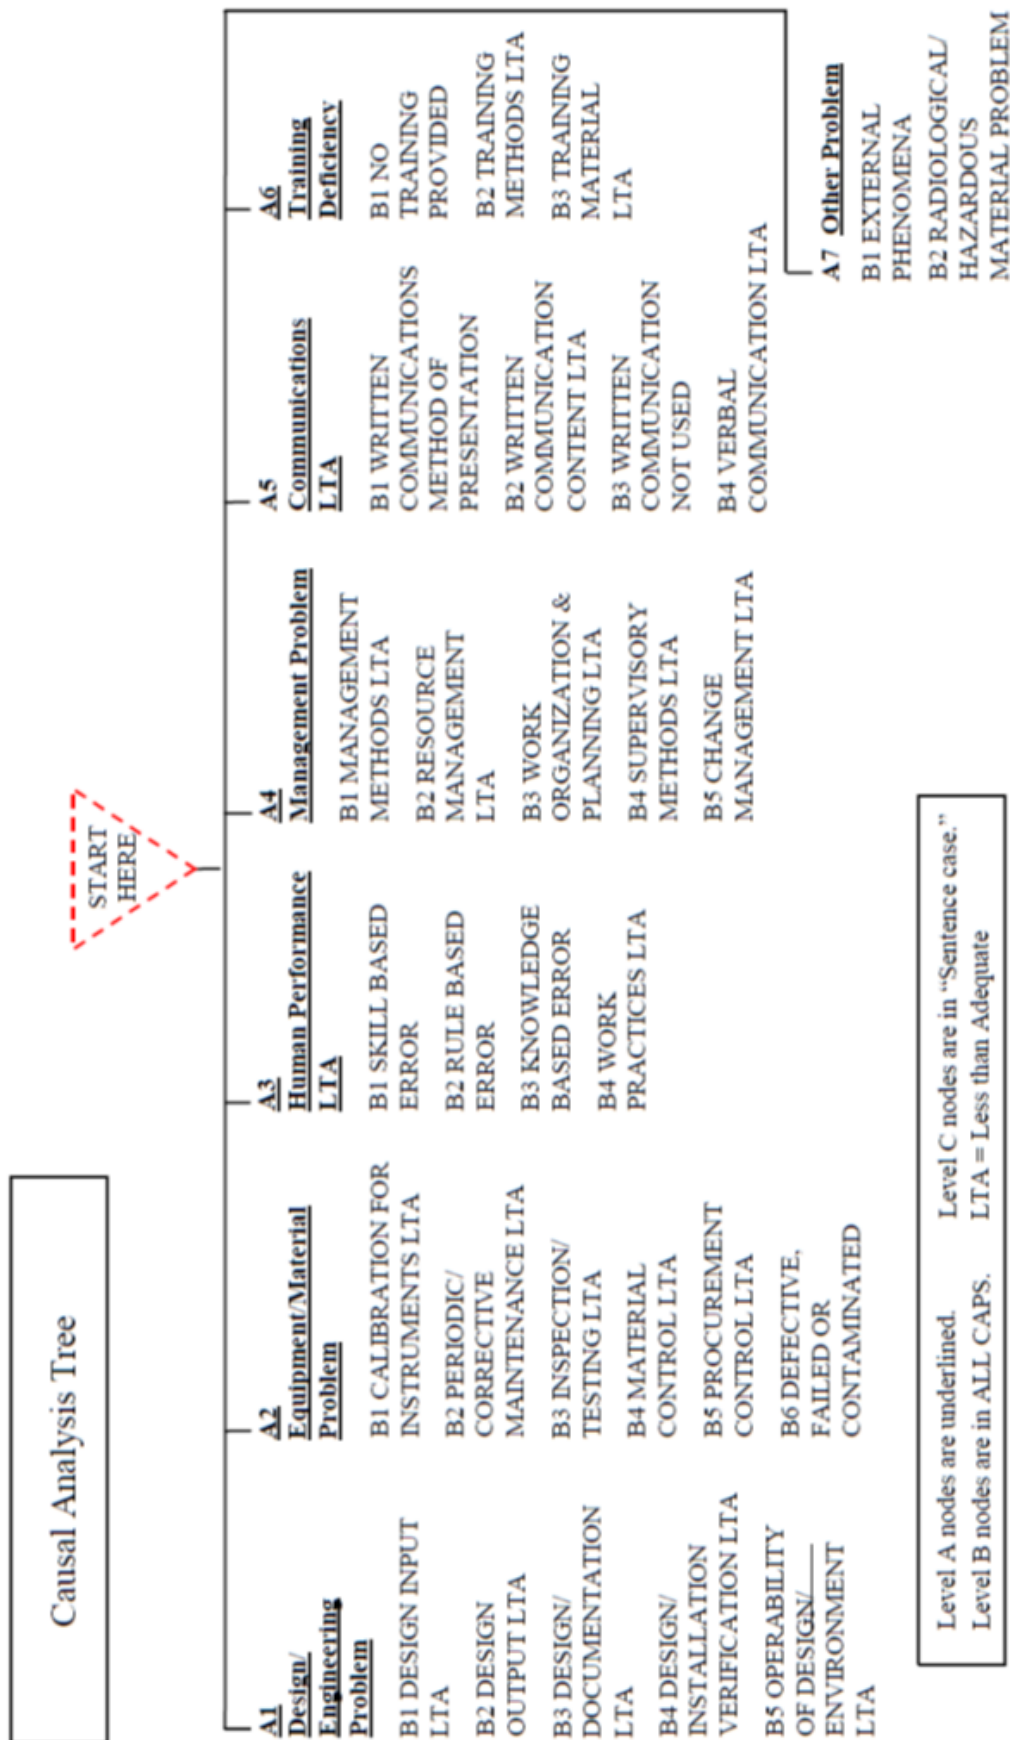 Causal Analysis Tree
START
HERE
A1
Design/
Engineering
Problem
B1 DESIGN INPUT
LTA
B2 DESIGN
OUTPUT LTA
B3 DESIGN/
DOCUMENTATION
LTA
B4 DESIGN/
INSTALLATION
VERIFICATION LTA
B5 OPERABILITY
OF DESIGN/
ENVIRONMENT
LTA
A2
Equipment/Material
Problem
B1 CALIBRATION FOR
INSTRUMENTS LTA
B2 PERIODIC/
CORRECTIVE
MAINTENANCE LTA
B3 INSPECTION/
TESTING LTA
B4 MATERIAL
CONTROL LTA
B5 PROCUREMENT
CONTROL LTA
B6 DEFECTIVE,
FAILED OR
CONTAMINATED
A3
Human Performance
LTA
B1 SKILL BASED
ERROR
B2 RULE BASED
ERROR
B3 KNOWLEDGE
BASED ERROR
B4 WORK
PRACTICES LTA
A4
Management Problem
B1 MANAGEMENT
METHODS LTA
B2 RESOURCE
MANAGEMENT
LTA
B3 WORK
ORGANIZATION &
PLANNING LTA
B4 SUPERVISORY
METHODS LTA
B5 CHANGE
MANAGEMENT LTA
A5
Communications
LTA
B1 WRITTEN
COMMUNICATIONS
METHOD OF
PRESENTATION
B2 WRITTEN
COMMUNICATION
CONTENT LTA
B3 WRITTEN
COMMUNICATION
NOT USED
B4 VERBAL
COMMUNICATION LTA
A6
Training
Deficiency
B1 NO
TRAINING
PROVIDED
B2 TRAINING
METHODS LTA
B3 TRAINING
MATERIAL
LTA
A7 Other Problem
B1 EXTERNAL
PHENOMENA
B2 RADIOLOGICAL/
HAZARDOUS
MATERIAL PROBLEM
Level A nodes are underlined. Level C nodes are in “Sentence case.”
Level B nodes are in ALL CAPS. LTA = Less than Adequate